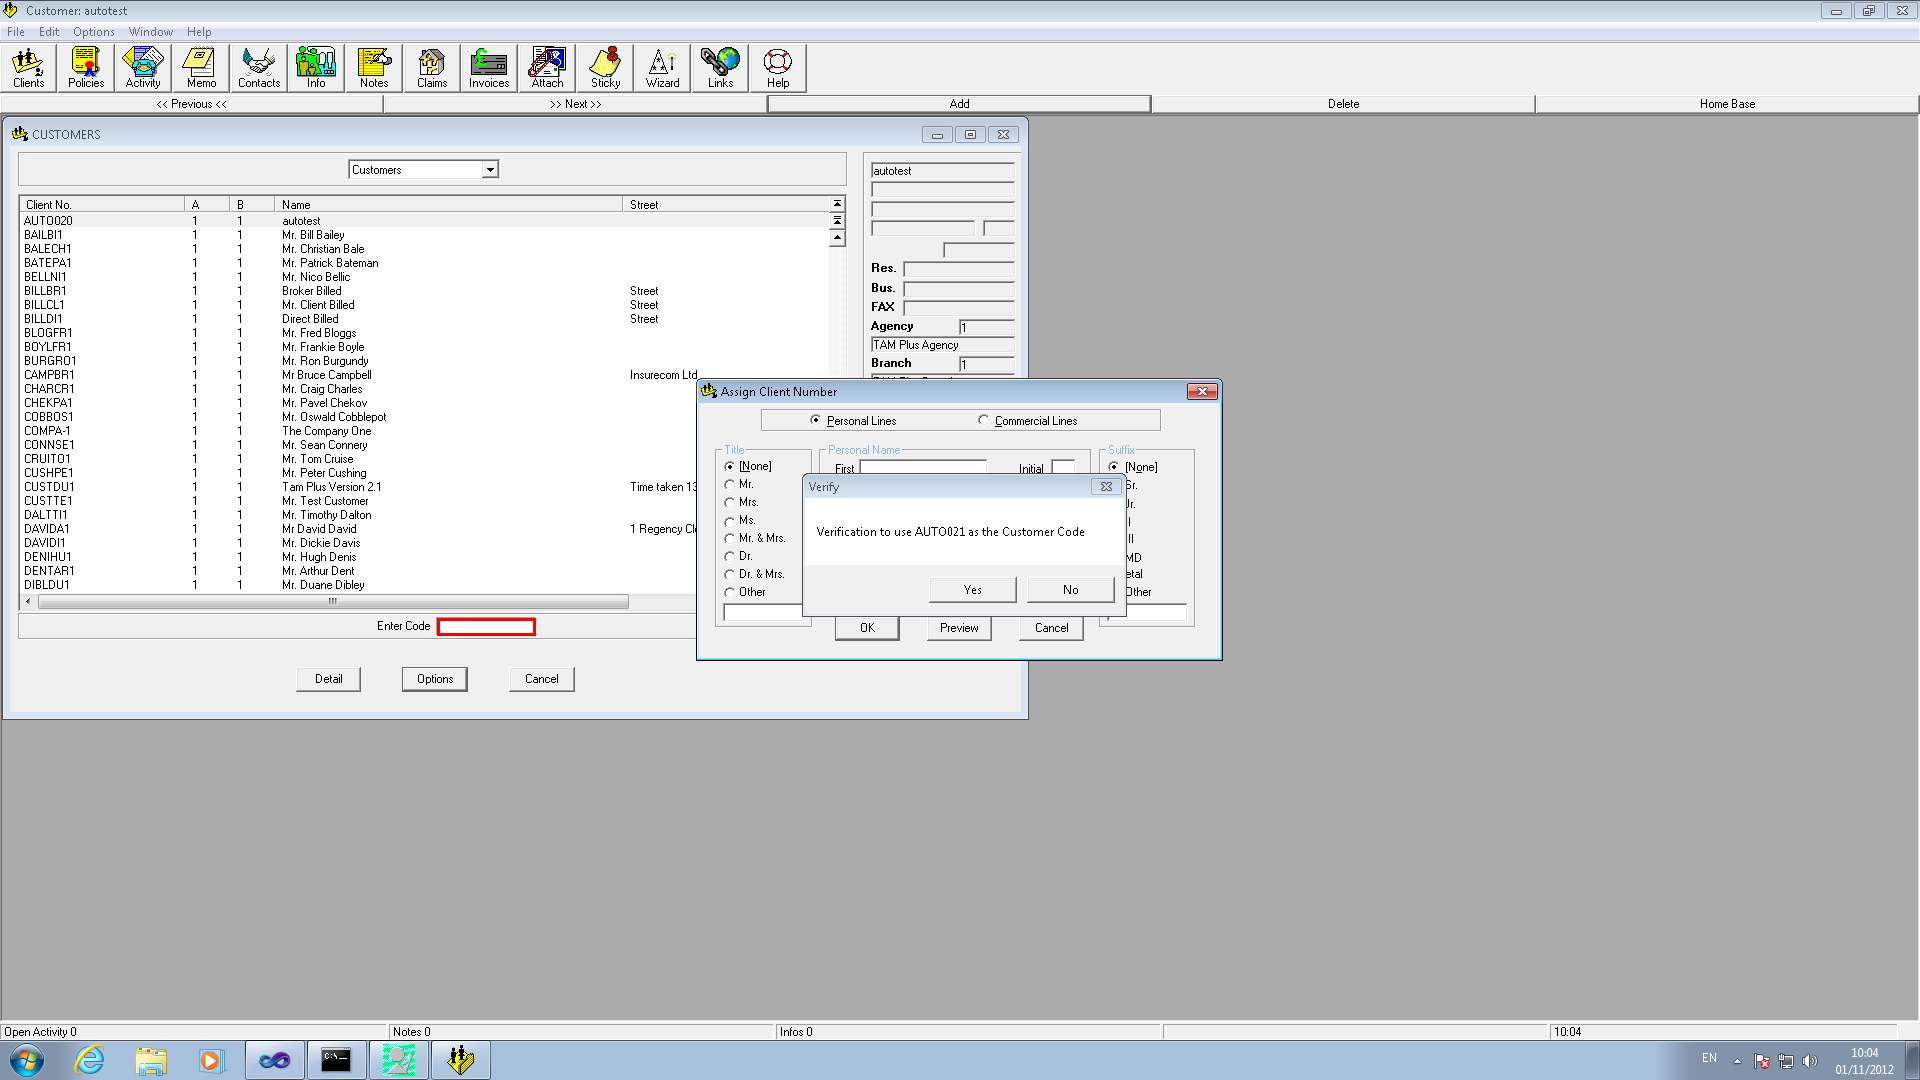 Customer: autotest
File Edit Options Window Help
Clients Policies Activity Memo Contacts Info Notes Claims Invoices Attach Sticky Wizard Links Help
<< Previous << >> Next >> Add Delete Home Base
CUSTOMERS
Customers
Client No. A B Name Street
AUTO020 1 1 autotest
BAILBI1 1 1 Mr. Bill Bailey
BALECH1 1 1 Mr. Christian Bale
BATEPA1 1 1 Mr. Patrick Bateman
BELLNI1 1 1 Mr. Nico Bellic
BILLBR1 1 1 Broker Billed Street
BILLCL1 1 1 Mr. Client Billed Street
BILLDI1 1 1 Direct Billed Street
BLOGFR1 1 1 Mr. Fred Bloggs
BOYLFR1 1 1 Mr. Frankie Boyle
BURGRO1 1 1 Mr. Ron Burgundy
CAMPBR1 1 1 Mr Bruce Campbell Insurecom Ltd
CHARCR1 1 1 Mr. Craig Charles
CHEKPA1 1 1 Mr. Pavel Chekov
COBBOS1 1 1 Mr. Oswald Cobblepot
COMPA-1 1 1 The Company One
CONNSE1 1 1 Mr. Sean Connery
CRUITO1 1 1 Mr. Tom Cruise
CUSHPE1 1 1 Mr. Peter Cushing
CUSTDU1 1 1 Tam Plus Version 2.1 Time taken 13
CUSTTE1 1 1 Mr. Test Customer
DALTTI1 1 1 Mr. Timothy Dalton
DAVIDA1 1 1 Mr David David 1 Regency Cl
DAVIDI1 1 1 Mr. Dickie Davis
DENIHU1 1 1 Mr. Hugh Denis
DENTAR1 1 1 Mr. Arthur Dent
DIBLDU1 1 1 Mr. Duane Dibley
Enter Code
Detail Options Cancel
autotest
Res.
Bus.
FAX
Agency 1
TAM Plus Agency
Branch 1
Assign Client Number
Personal Lines Commercial Lines
Title
[None]
Mr.
Mrs.
Ms.
Mr. & Mrs.
Dr.
Dr. & Mrs.
Other
Personal Name
First Initial
Suffix
[None]
Sr.
Jr.
MD
Other
Verify
Verification to use AUTO021 as the Customer Code
Yes No
OK Preview Cancel
Open Activity 0 Notes 0 Infos 0 10:04
C:\_
EN
10:04
01/11/2012